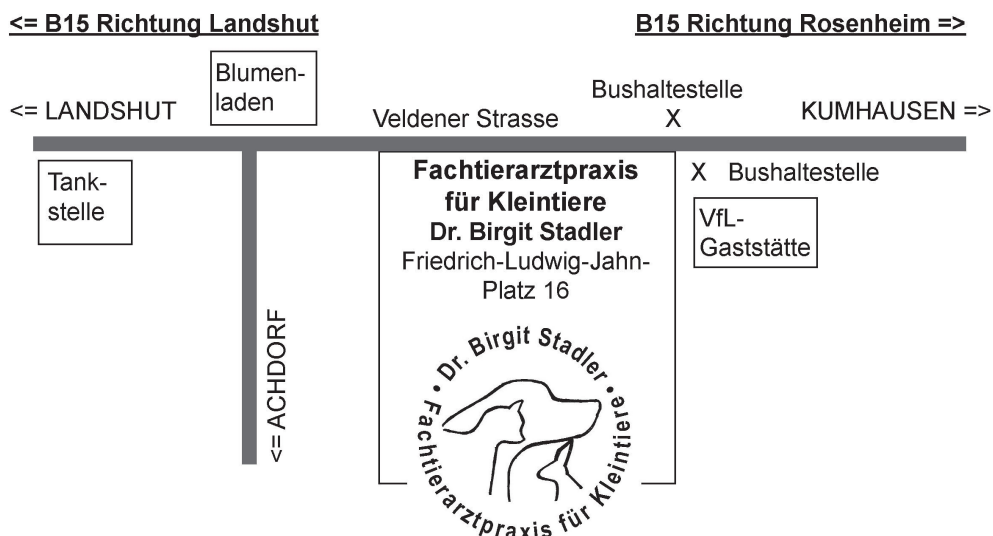 <= B15 Richtung Landshut
B15 Richtung Rosenheim =>
Blumen-
laden
Bushaltestelle
X
<= LANDSHUT
Veldener Strasse
KUMHAUSEN =>
Tank-
stelle
Fachtierarztpraxis
für Kleintiere
Dr. Birgit Stadler
Friedrich-Ludwig-Jahn-
Platz 16
X Bushaltestelle
VfL-
Gaststätte
<= ACHDORF
• Dr. Birgit Stadler •
Fachtierarztpraxis für Kleintiere